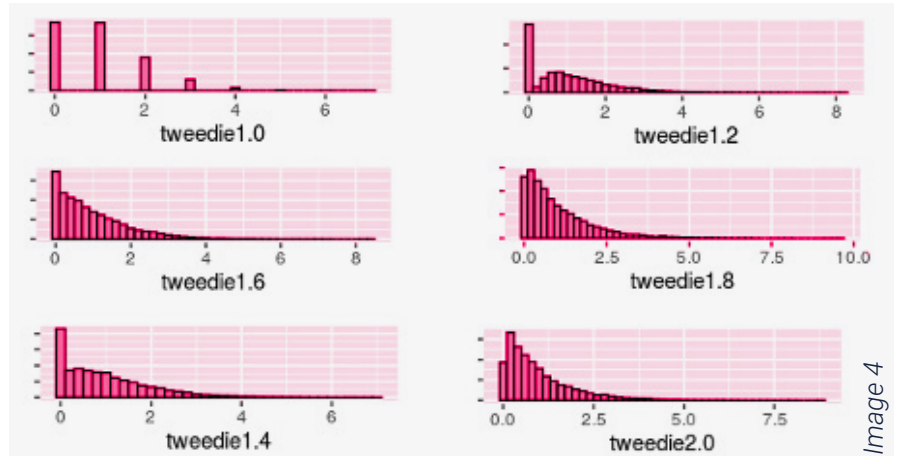 0 2 4 6
tweedie1.0
0 2 4 6 8
tweedie1.2
0 2 4 6 8
tweedie1.6
0.0 2.5 5.0 7.5 10.0
tweedie1.8
0 2 4 6
tweedie1.4
0.0 2.5 5.0 7.5
tweedie2.0
Image 4